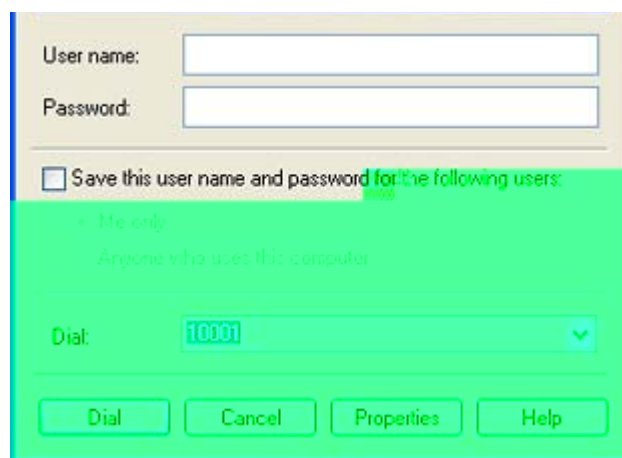 User name:
Password:
Save this user name and password for the following users:
Me only
Anyone who uses this computer
Dial: 10001
Dial Cancel Properties Help